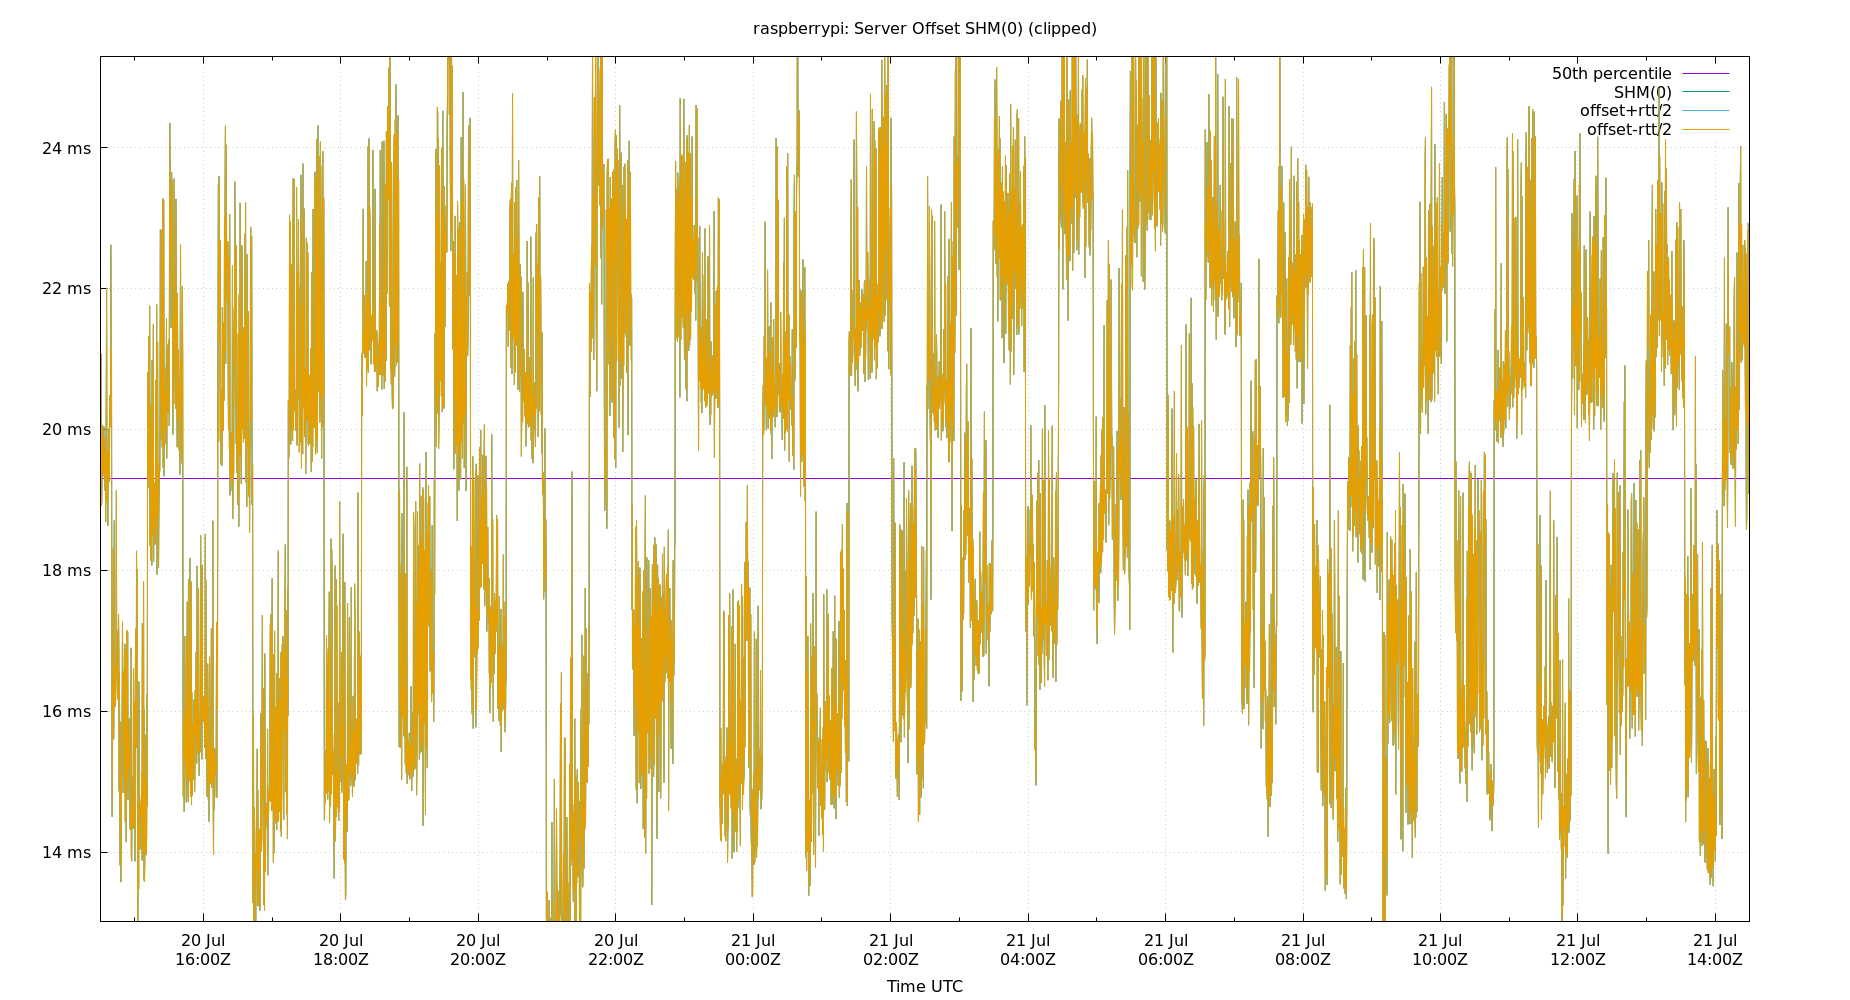 raspberrypi: Server Offset SHM(0) (clipped)
50th percentile
SHM(0)
offset+rtt/2
offset-rtt/2
24 ms
22 ms
20 ms
18 ms
16 ms
14 ms
20 Jul 20 Jul 20 Jul 20 Jul 21 Jul 21 Jul 21 Jul 21 Jul 21 Jul 21 Jul 21 Jul 21 Jul
16:00Z 18:00Z 20:00Z 22:00Z 00:00Z 02:00Z 04:00Z 06:00Z 08:00Z 10:00Z 12:00Z 14:00Z
Time UTC